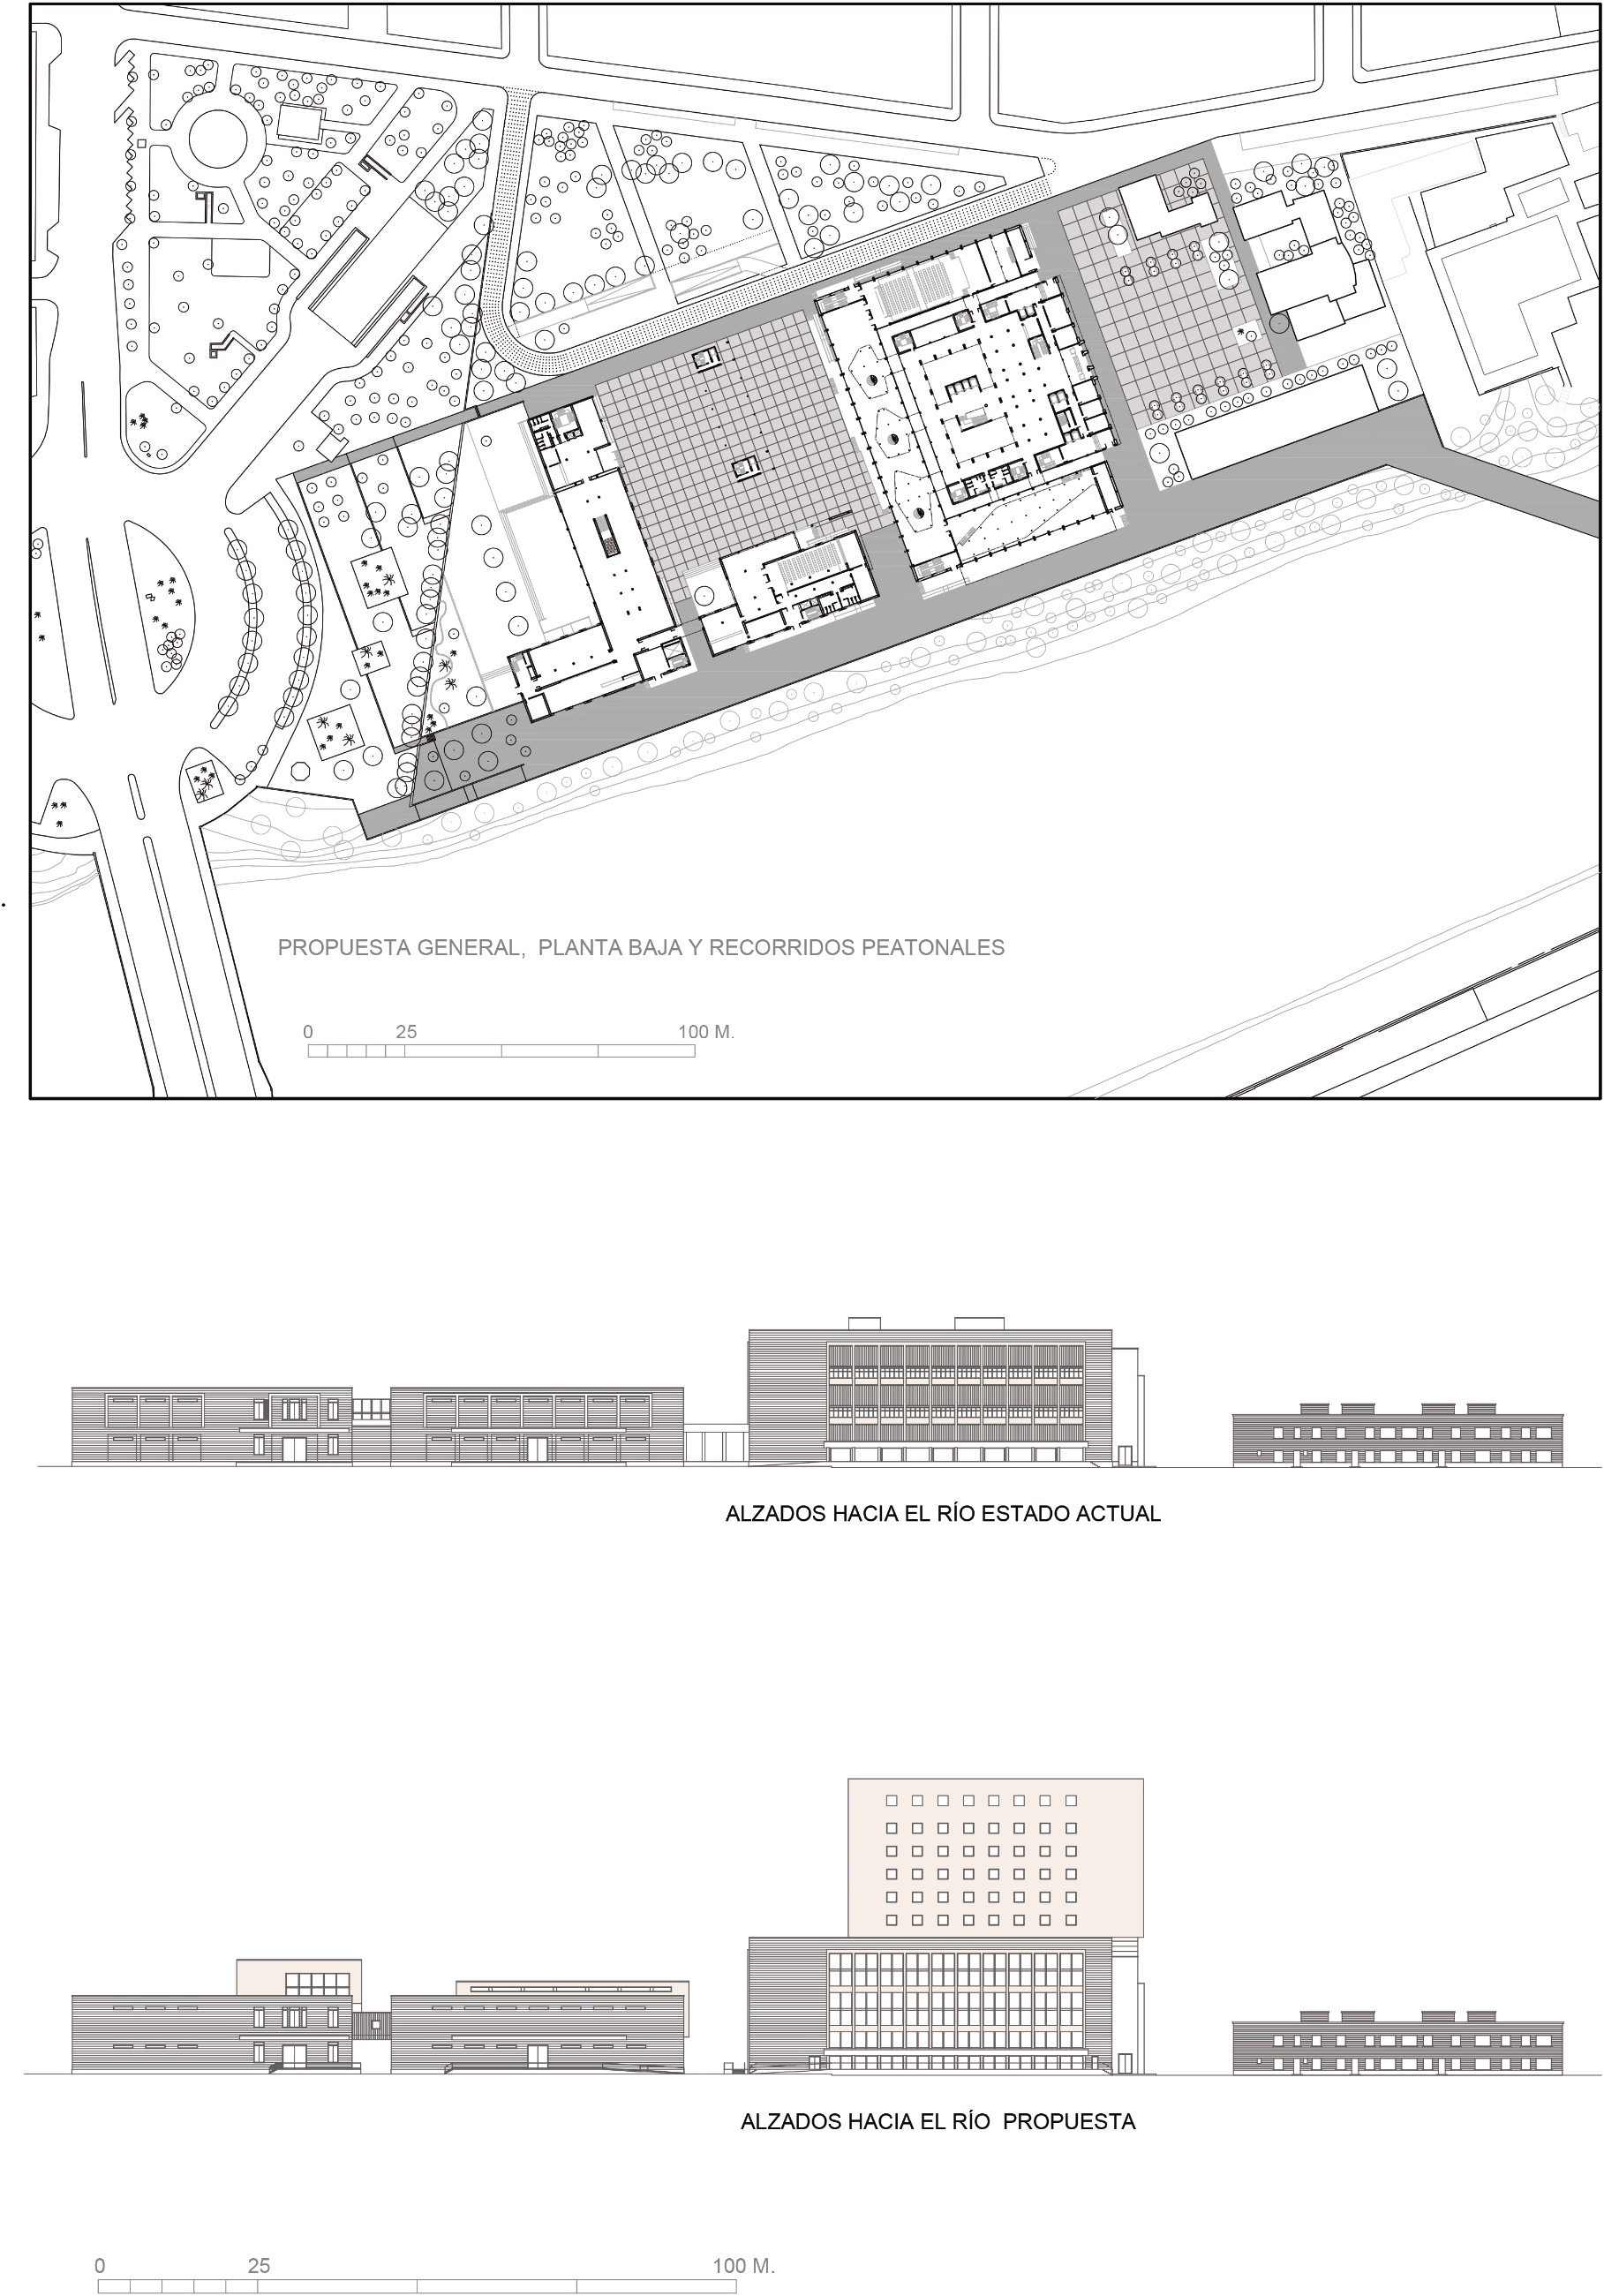 PROPUESTA GENERAL,  PLANTA BAJA Y RECORRIDOS PEATONALES
0 25 100 M.
ALZADOS HACIA EL RÍO ESTADO ACTUAL
ALZADOS HACIA EL RÍO  PROPUESTA
0 25 100 M.